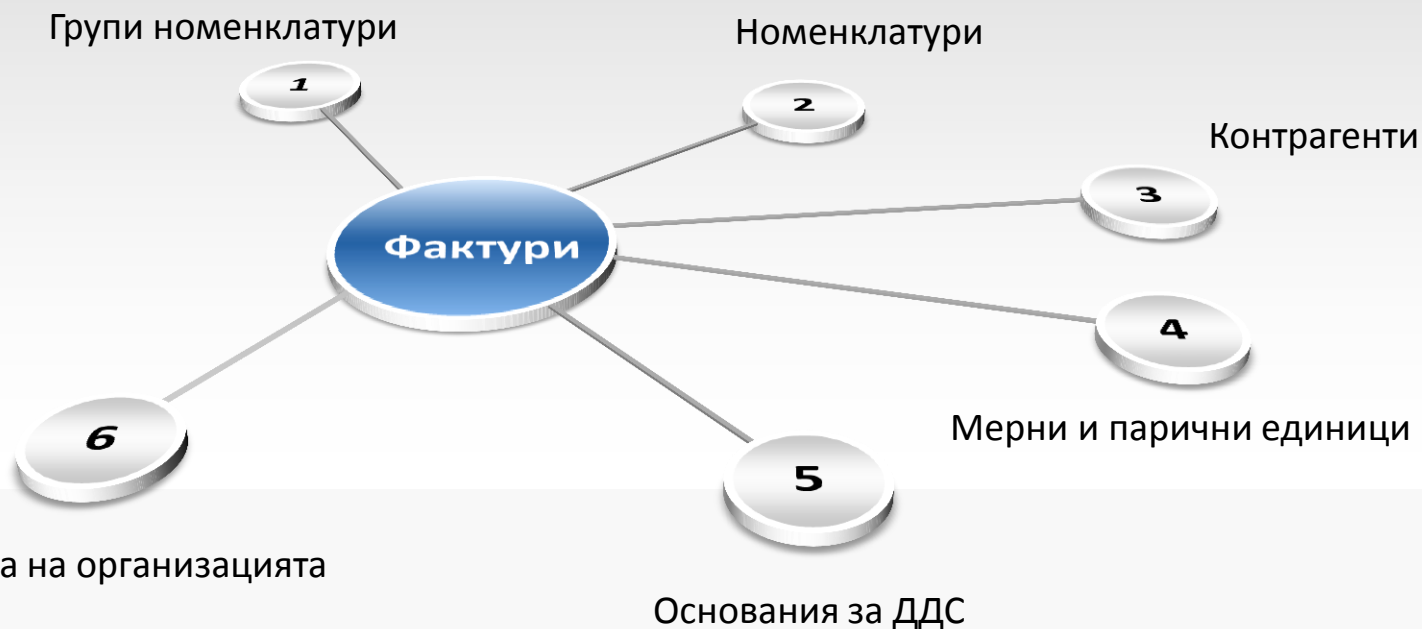 Групи номенклатури
Номенклатури
1
2
Контрагенти
3
Фактури
4
Мерни и парични единици
6
5
а на организацията
Основания за ДДС